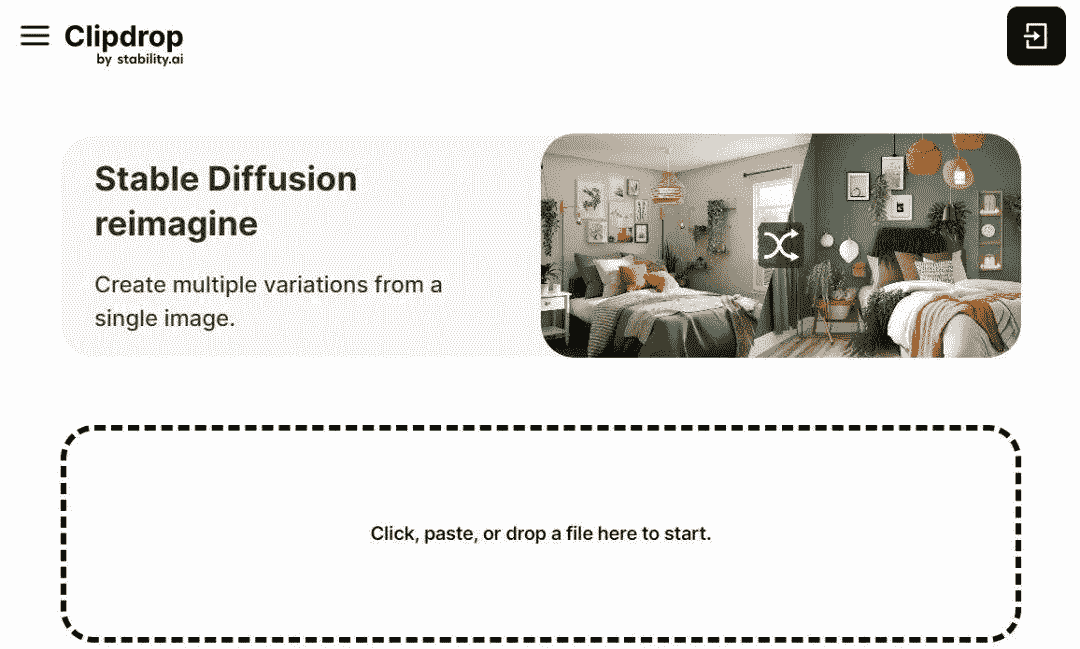 Clipdrop
by stability.ai
Stable Diffusion
reimagine
Create multiple variations from a
single image.
Click, paste, or drop a file here to start.